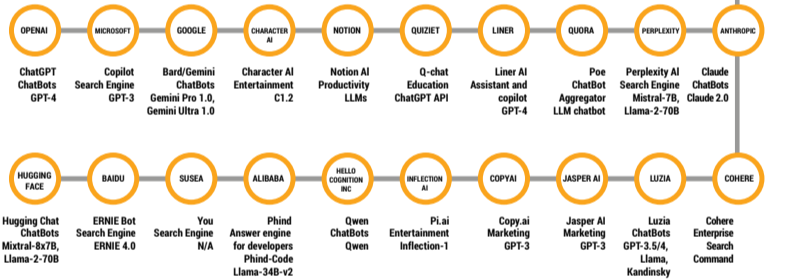 OPENAI
MICROSOFT
GOOGLE
CHARACTER
AI
NOTION
QUIZIET
LINER
QUORA
PERPLEXITY
ANTHROPIC
ChatGPT
ChatBots
GPT-4
Copilot
Search Engine
GPT-3
Bard/Gemini
ChatBots
Gemini Pro 1.0,
Gemini Ultra 1.0
Character AI
Entertainment
C1.2
Notion AI
Productivity
LLMs
Q-chat
Education
ChatGPT API
Liner AI
Assistant and
copilot
GPT-4
Poe
ChatBot
Aggregator
LLM chatbot
Perplexity AI
Search Engine
Mistral-7B,
Llama-2-70B
Claude
ChatBots
Claude 2.0
HUGGING
FACE
BAIDU
SUSEA
ALIBABA
HELLO
COGNITION
INC
INFLECTION
AI
COPYAI
JASPER AI
LUZIA
COHERE
Hugging Chat
ChatBots
Mixtral-8x7B,
Llama-2-70B
ERNIE Bot
Search Engine
ERNIE 4.0
You
Search Engine
N/A
Phind
Answer engine
for developers
Phind-Code
Llama-34B-v2
Qwen
ChatBots
Qwen
Pi.ai
Entertainment
Inflection-1
Copy.ai
Marketing
GPT-3
Jasper AI
Marketing
GPT-3
Luzia
ChatBots
GPT-3.5/4,
Llama,
Kandinsky
Cohere
Enterprise
Search
Command